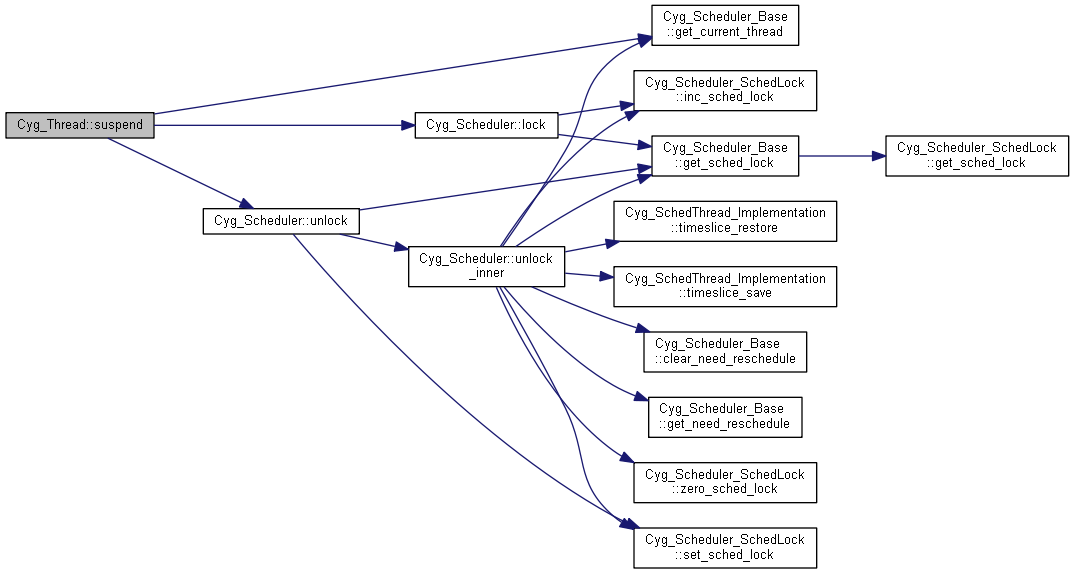 Cyg_Thread::suspend
Cyg_Scheduler_Base
::get_current_thread
Cyg_Scheduler::lock
Cyg_Scheduler_SchedLock
::inc_sched_lock
Cyg_Scheduler_Base
::get_sched_lock
Cyg_Scheduler_SchedLock
::get_sched_lock
Cyg_Scheduler::unlock
Cyg_Scheduler::unlock
_inner
Cyg_SchedThread_Implementation
::timeslice_restore
Cyg_SchedThread_Implementation
::timeslice_save
Cyg_Scheduler_Base
::clear_need_reschedule
Cyg_Scheduler_Base
::get_need_reschedule
Cyg_Scheduler_SchedLock
::zero_sched_lock
Cyg_Scheduler_SchedLock
::set_sched_lock